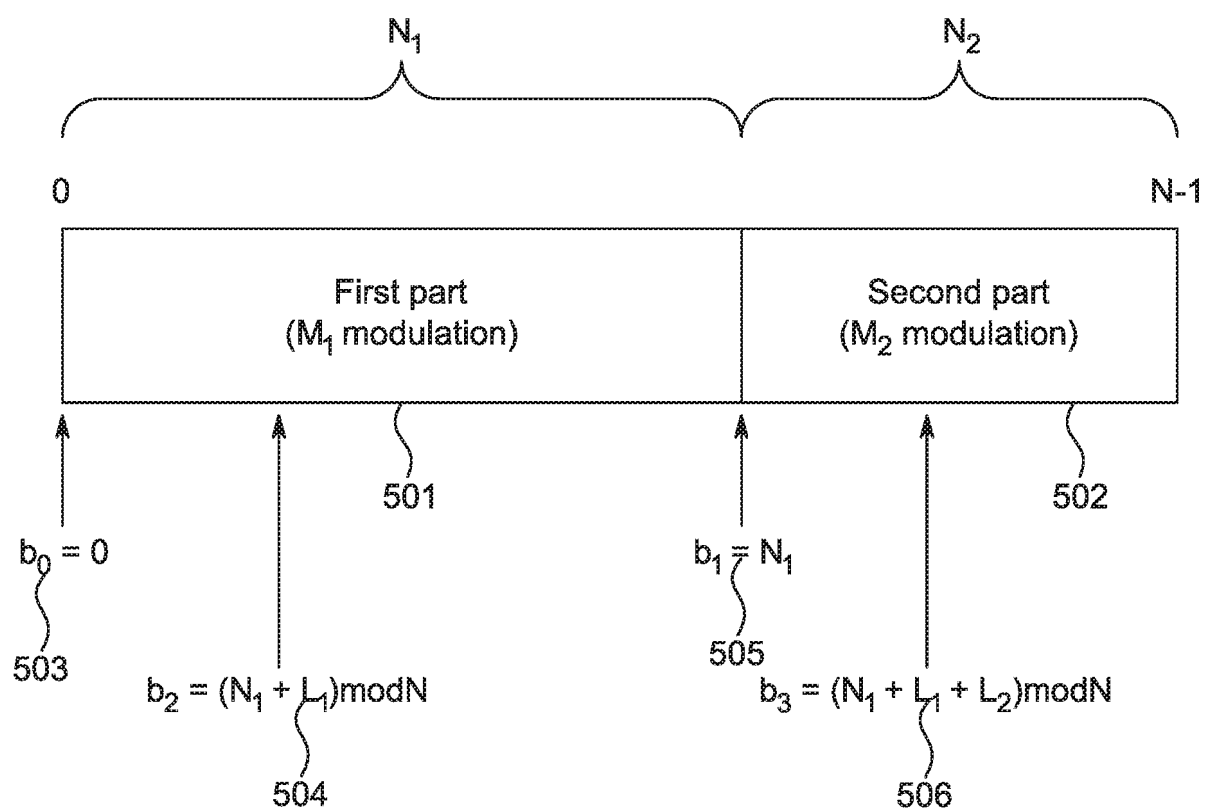 N₁ N₂
0 N-1
First part
(M₁ modulation)
Second part
(M₂ modulation)
501 502
b₀ = 0 b₁ = N₁
503 505
b₂ = (N₁ + L₁)modN b₃ = (N₁ + L₁ + L₂)modN
504 506